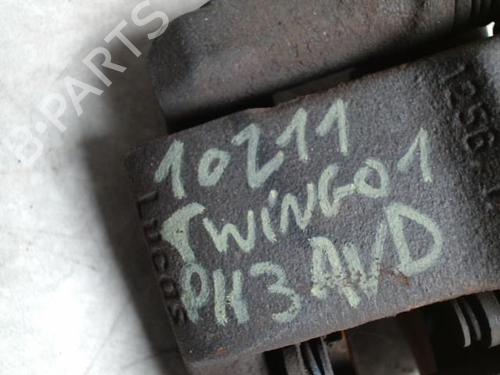 B-PARTS
10211
TWINGO1
PH3 AVD
LUCAS